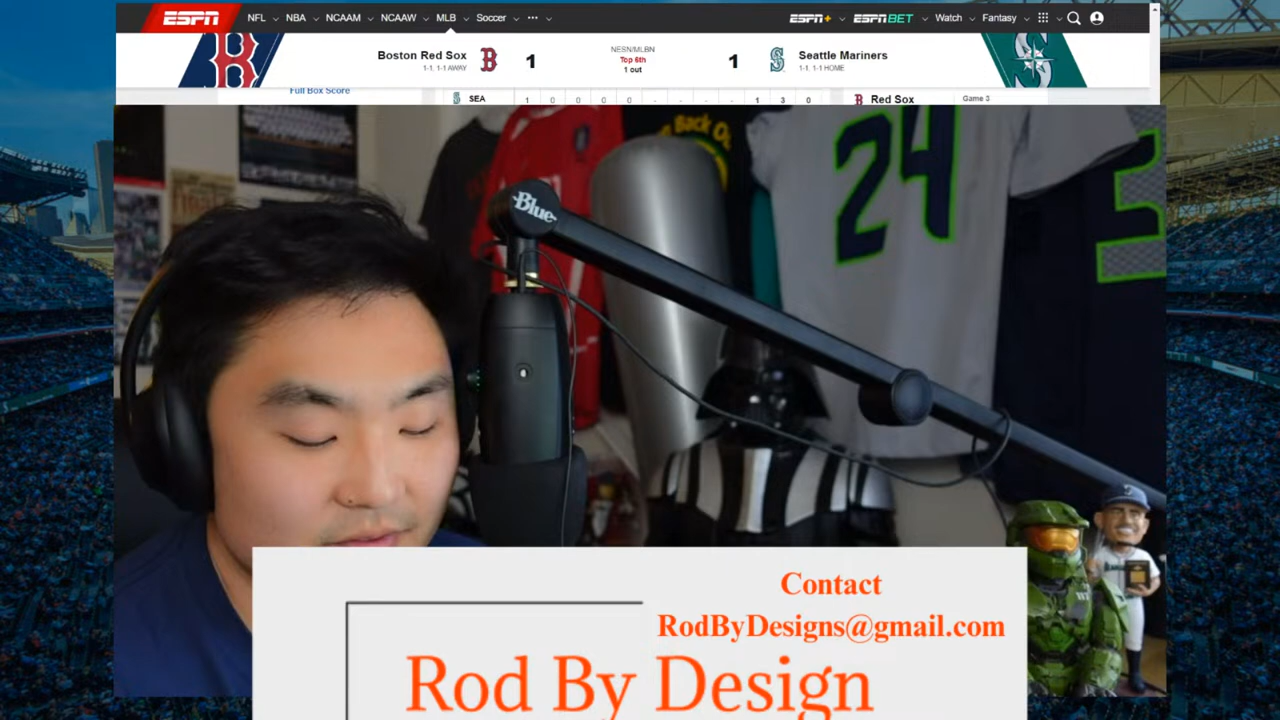 ESPN NFL NBA NCAAM NCAAW MLB Soccer ESPN+ ESPN BET Watch Fantasy
Boston Red Sox
1-1, 1-1 AWAY
1
NESN/MLBN
Top 6th
1 out
1
Seattle Mariners
1-1, 1-1 HOME
Full Box Score
SEA 1 0 0 0 0 - - - - 1 3 0
Red Sox
Game 3
Back
Blue
24
Contact
RodByDesigns@gmail.com
Rod By Design